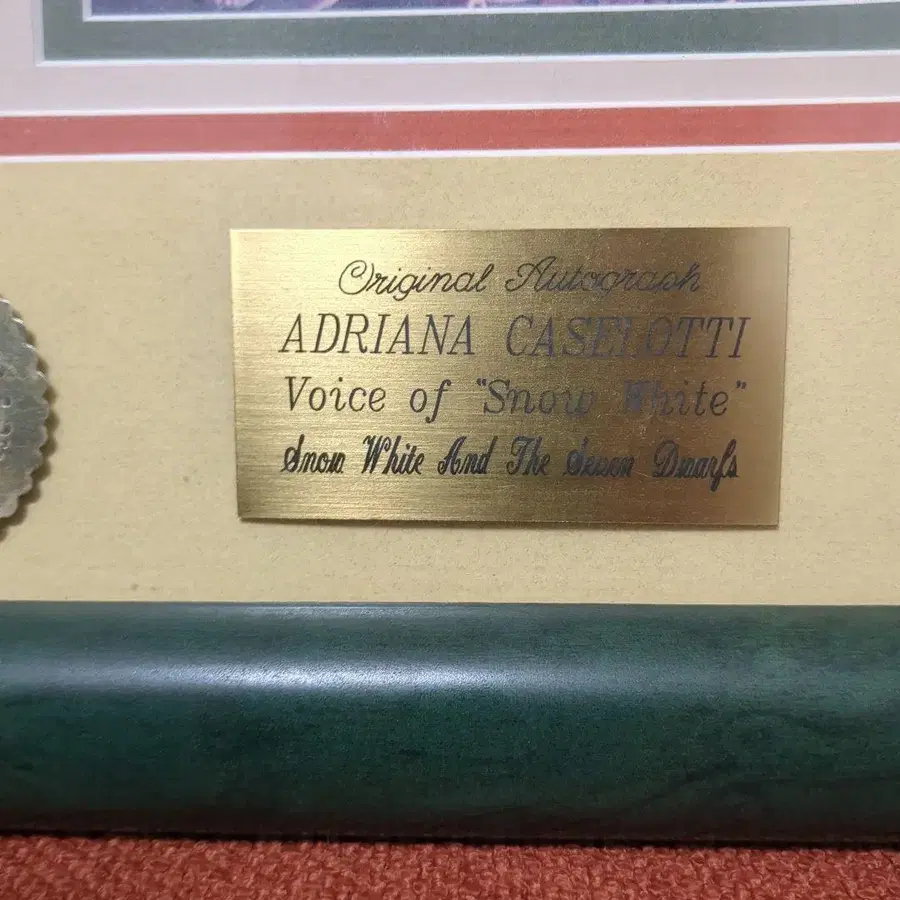 Original Autograph
ADRIANA CASELOTTI
Voice of "Snow White"
Snow White And The Seven Dwarfs